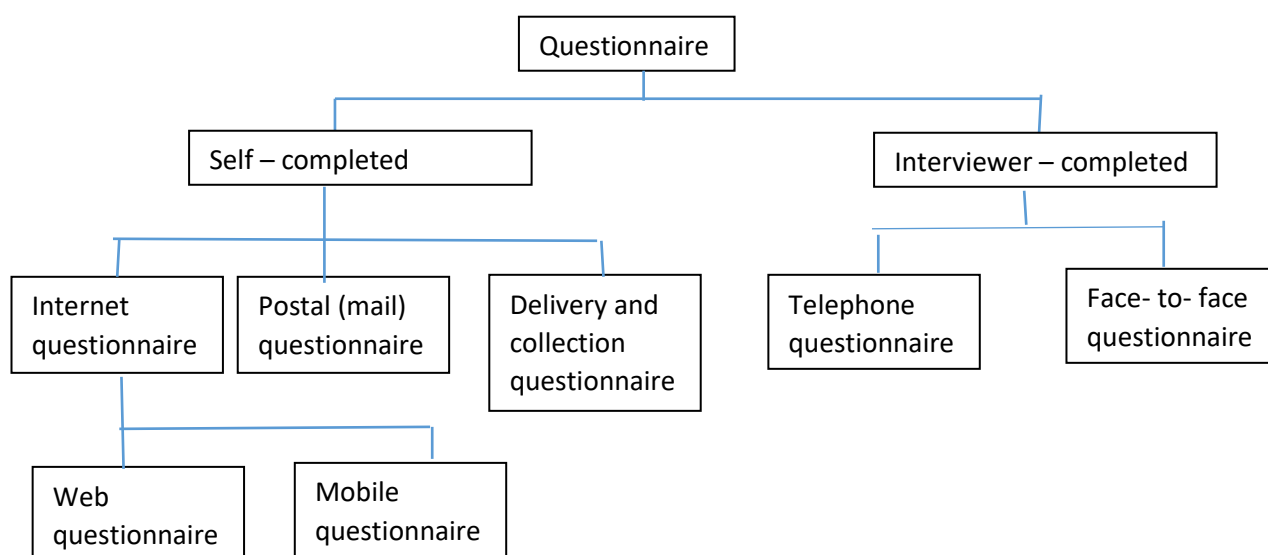 Questionnaire
Self – completed
Interviewer – completed
Internet
questionnaire
Postal (mail)
questionnaire
Delivery and
collection
questionnaire
Telephone
questionnaire
Face- to- face
questionnaire
Web
questionnaire
Mobile
questionnaire